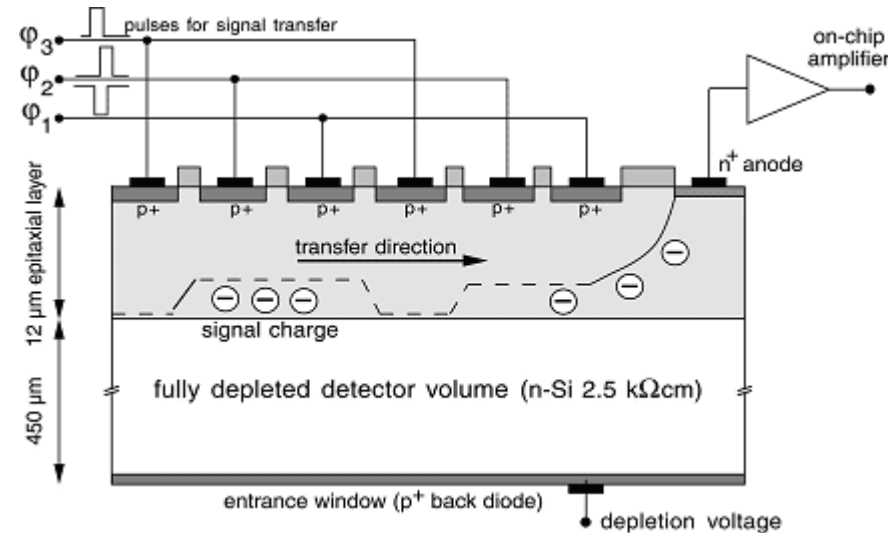 pulses for signal transfer
φ3
φ2
φ1
on-chip
amplifier
n+ anode
p+ p+ p+ p+ p+ p+
transfer direction
signal charge
12 µm epitaxial layer
450 µm
fully depleted detector volume (n-Si 2.5 kΩcm)
entrance window (p+ back diode)
depletion voltage